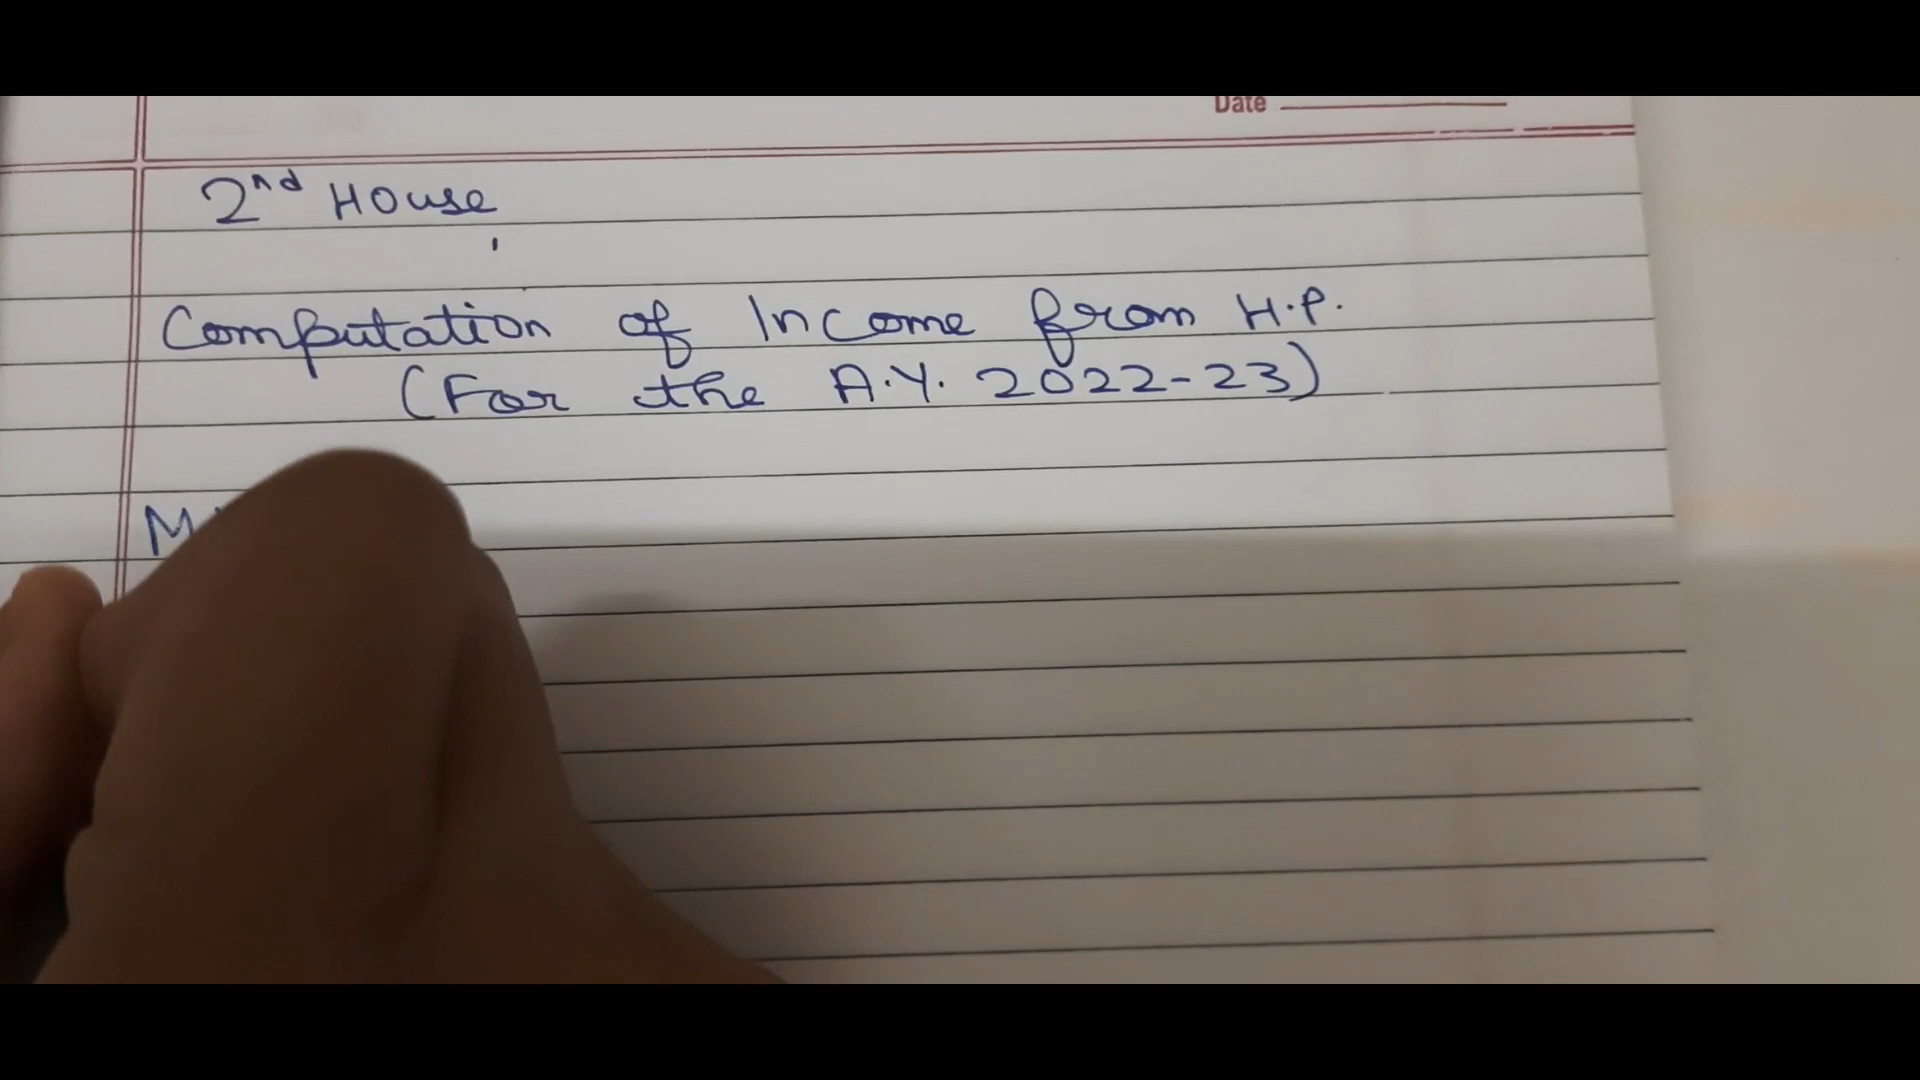 Date
2nd House
Computation of Income from H.P.
(For the A.Y. 2022-23)